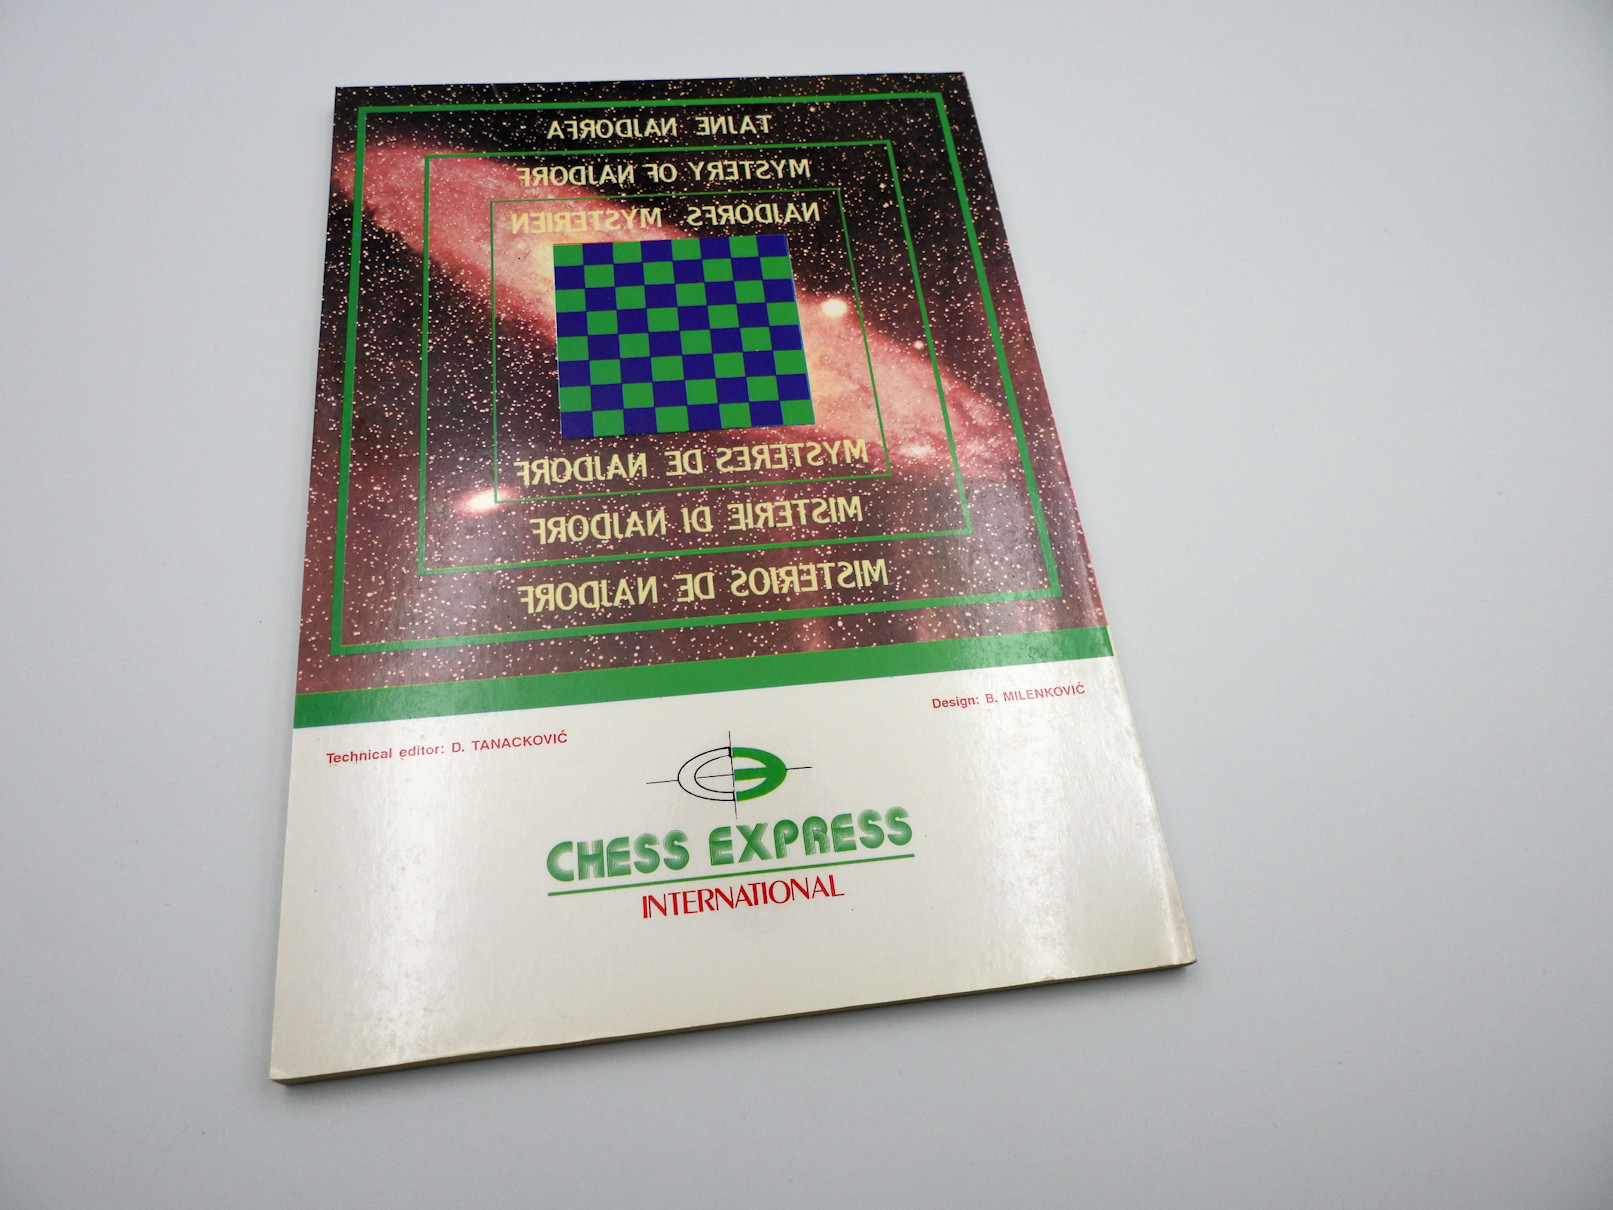 TAJNE NAJDORFA
MYSTERY OF NAJDORF
NAJDORFS MYSTERIEN
MYSTERES DE NAJDORF
MISTERIE DI NAJDORF
MISTERIOS DE NAJDORF
Technical editor: D. TANACKOVIĆ
Design: B. MILENKOVIĆ
CHESS EXPRESS
INTERNATIONAL